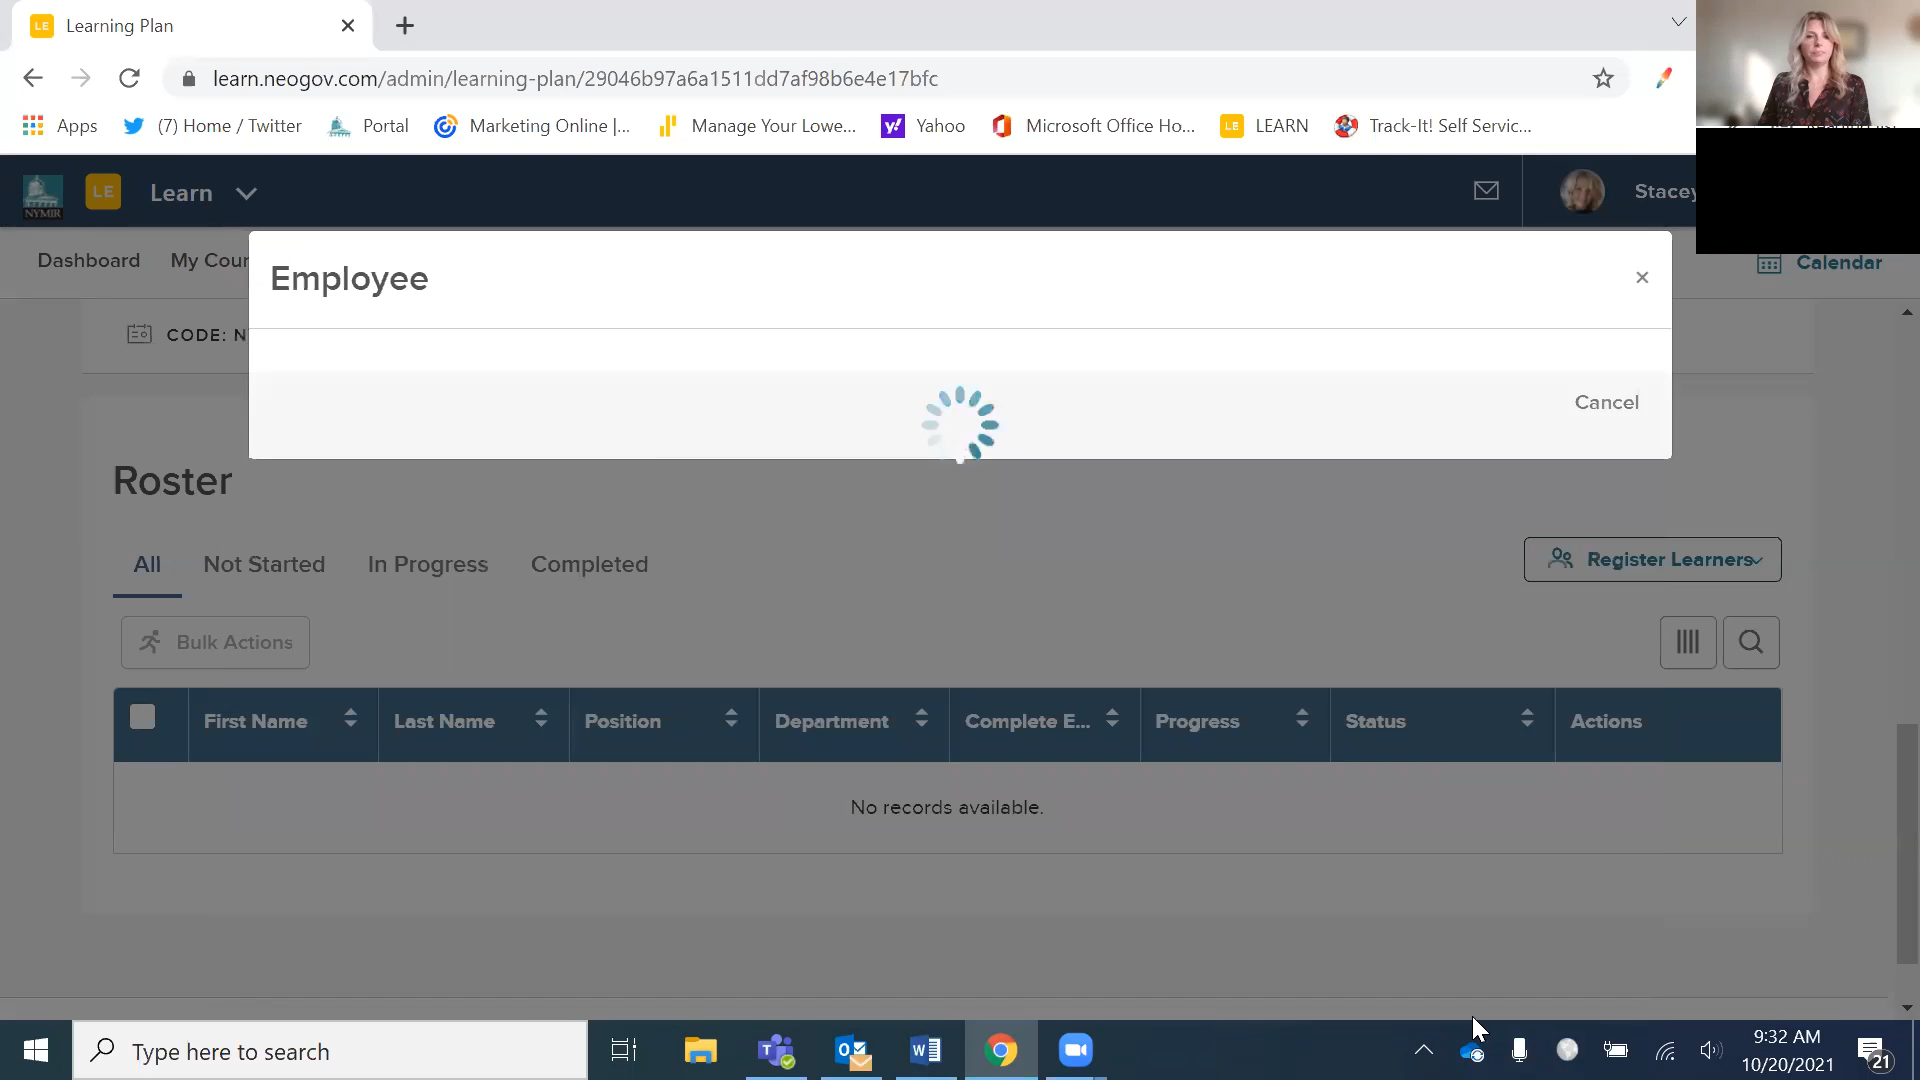 LE Learning Plan
learn.neogov.com/admin/learning-plan/29046b97a6a1511dd7af98b6e4e17bfc
Apps (7) Home / Twitter Portal Marketing Online |... Manage Your Lowe... Yahoo Microsoft Office Ho... LE LEARN Track-It! Self Servic...
NYMIR LE Learn Stacey
Dashboard My Cour Calendar
Employee
CODE: N
Cancel
Roster
All Not Started In Progress Completed Register Learners
Bulk Actions
First Name Last Name Position Department Complete E... Progress Status Actions
No records available.
Type here to search
9:32 AM
10/20/2021
21